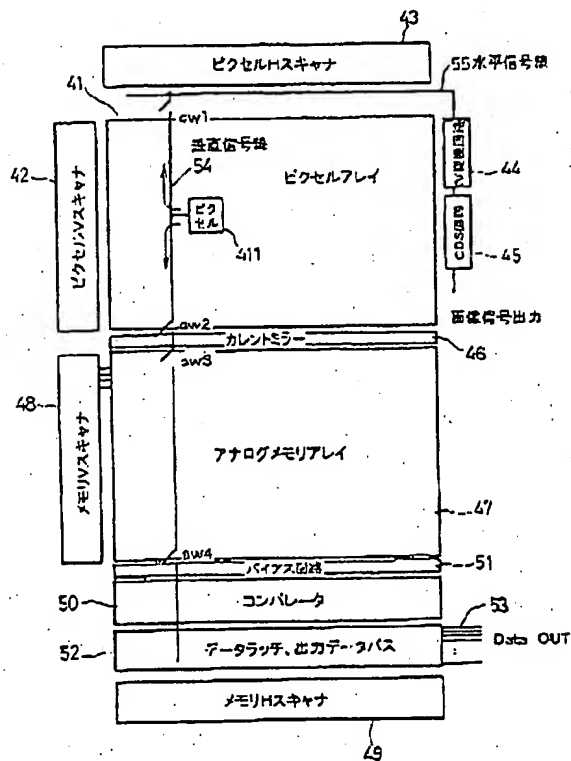 43
ピクセルHスキャナ
55水平信号線
41
sw1
垂直信号線
54
ピクセルアレイ
42
ピクセルVスキャナ
ピク
セル
411
44
CDS回路
45
画像信号出力
sw2
カレントミラー
46
sw3
48
メモリVスキャナ
アナログメモリアレイ
47
sw4
バイアス回路
51
50
コンパレータ
53
Data OUT
52
データラッチ、出力データバス
メモリHスキャナ
49